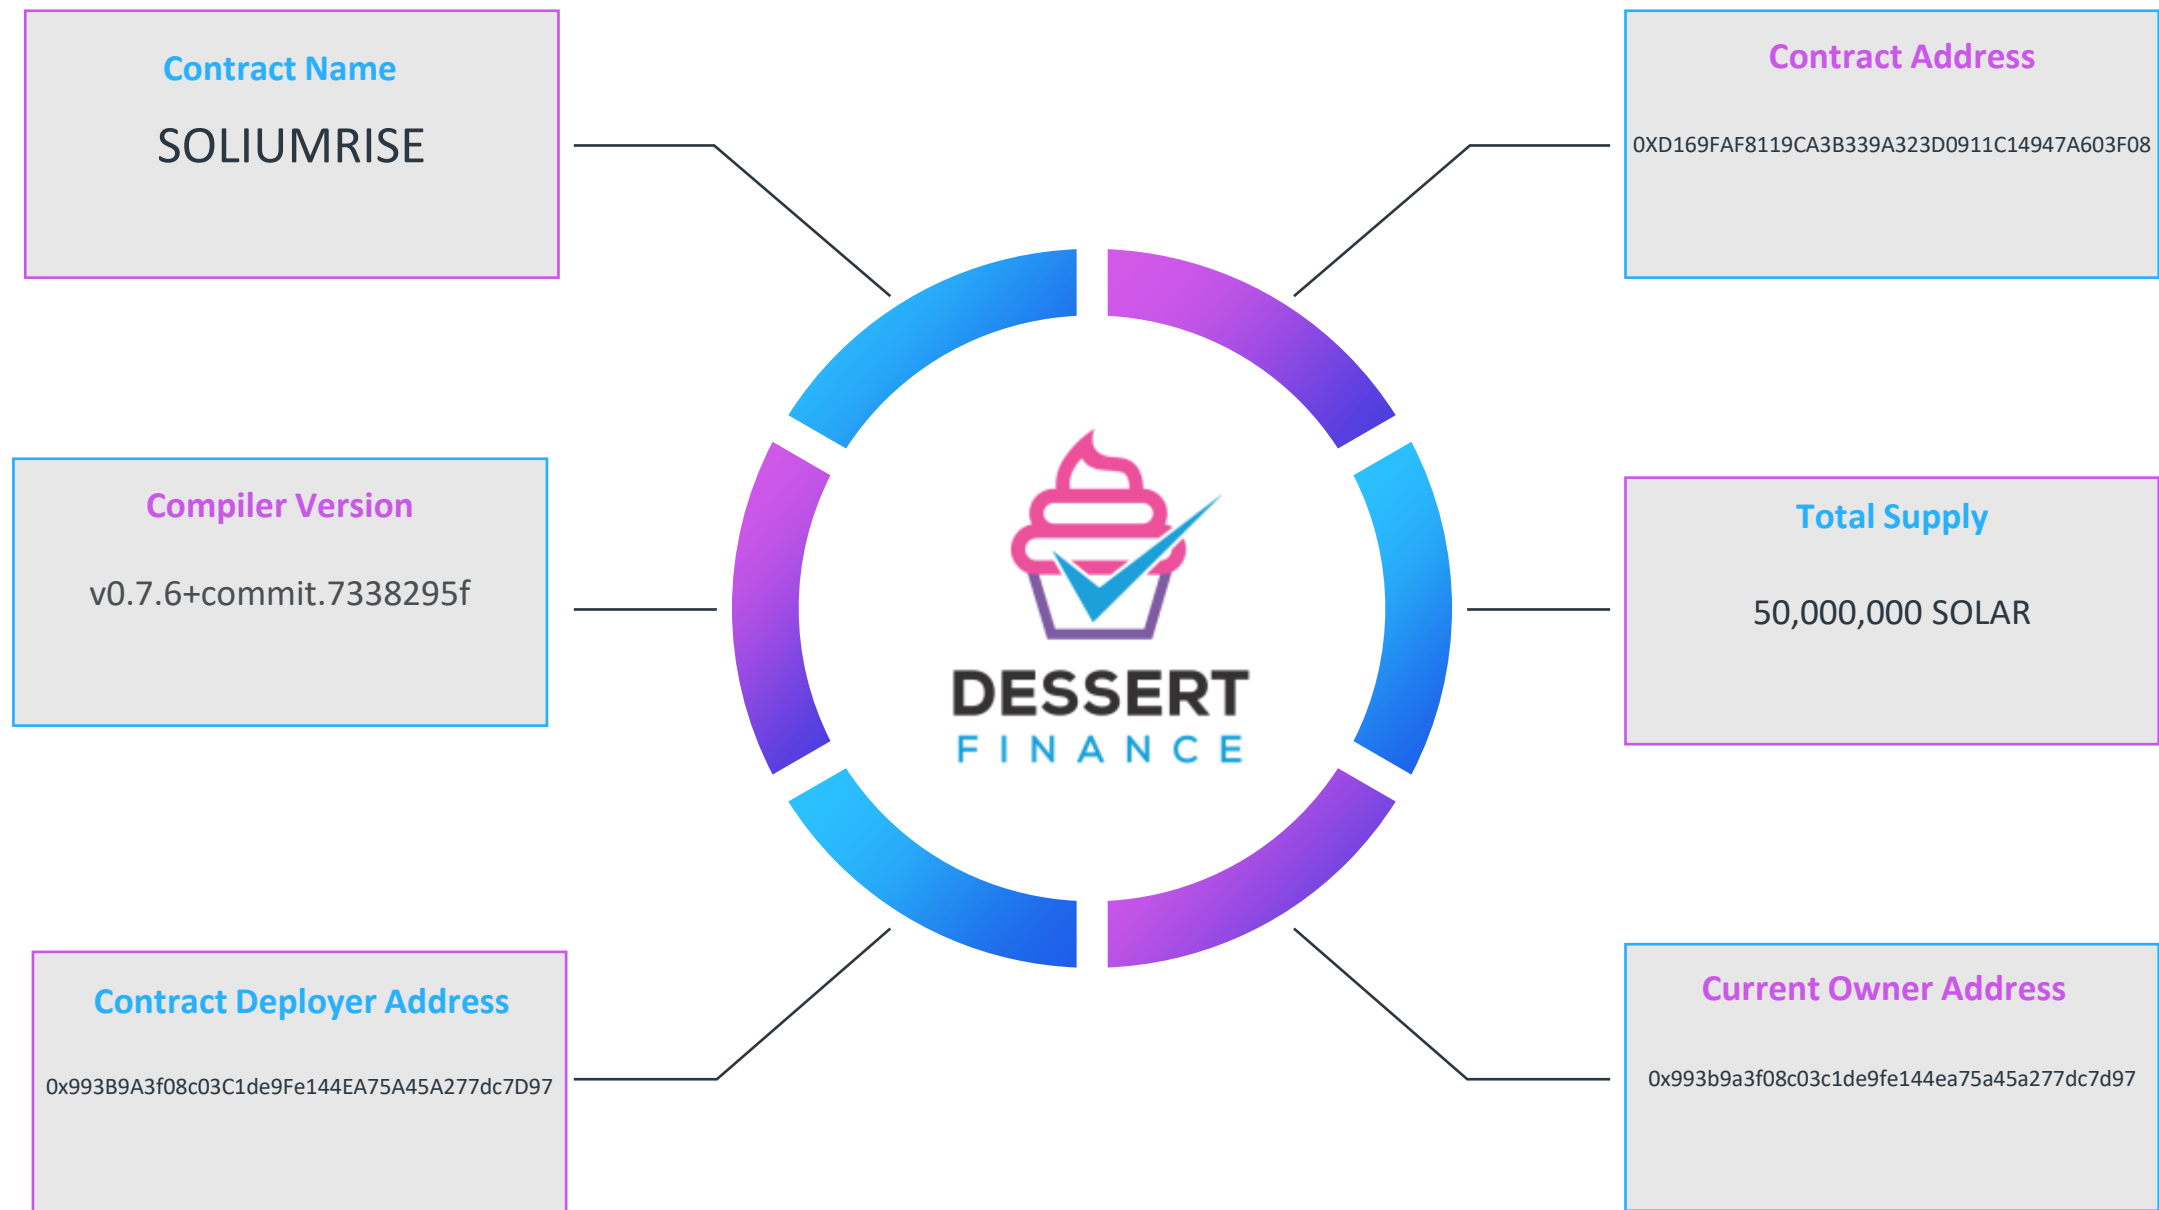 Contract Name
SOLIUMRISE
Contract Address
0XD169FAF8119CA3B339A323D0911C14947A603F08
Compiler Version
v0.7.6+commit.7338295f
Total Supply
50,000,000 SOLAR
DESSERT
FINANCE
Contract Deployer Address
0x993B9A3f08c03C1de9Fe144EA75A45A277dc7D97
Current Owner Address
0x993b9a3f08c03c1de9fe144ea75a45a277dc7d97